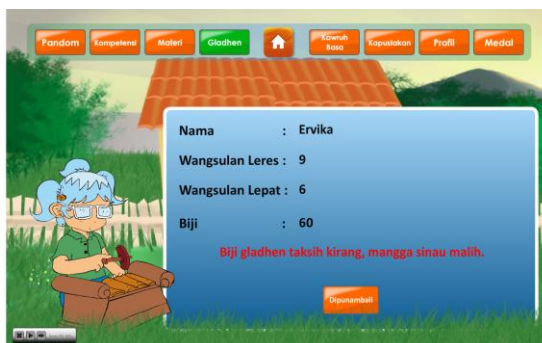 Pandom Kompetensi Materi Gladhen Kawruh Basa Kapustakan Profil Medal
Nama : Ervika
Wangsulan Leres : 9
Wangsulan Lepat : 6
Biji : 60
Biji gladhen taksih kirang, mangga sinau malih.
Dipunambali